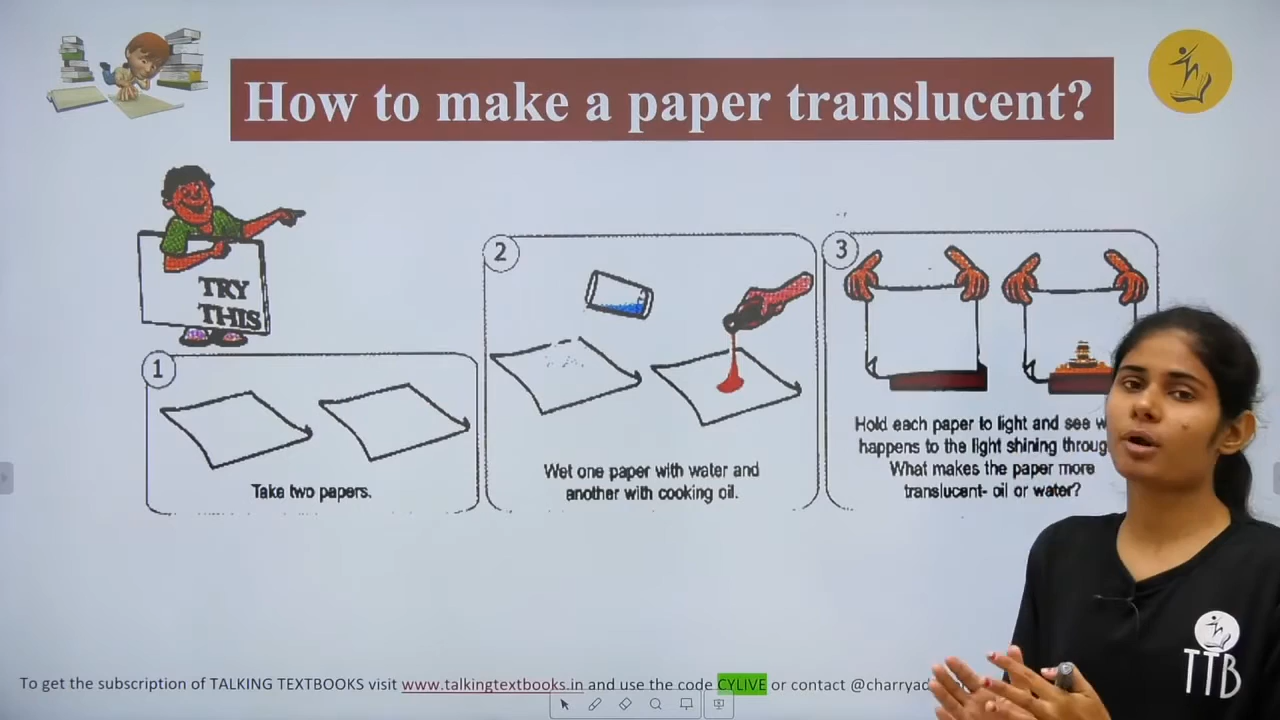 How to make a paper translucent?
TRY
THIS
1
Take two papers.
2
Wet one paper with water and
another with cooking oil.
3
Hold each paper to light and see
happens to the light shining
What makes the paper more
translucent- oil or water?
TTB
To get the subscription of TALKING TEXTBOOKS visit www.talkingtextbooks.in and use the code CYLIVE or contact